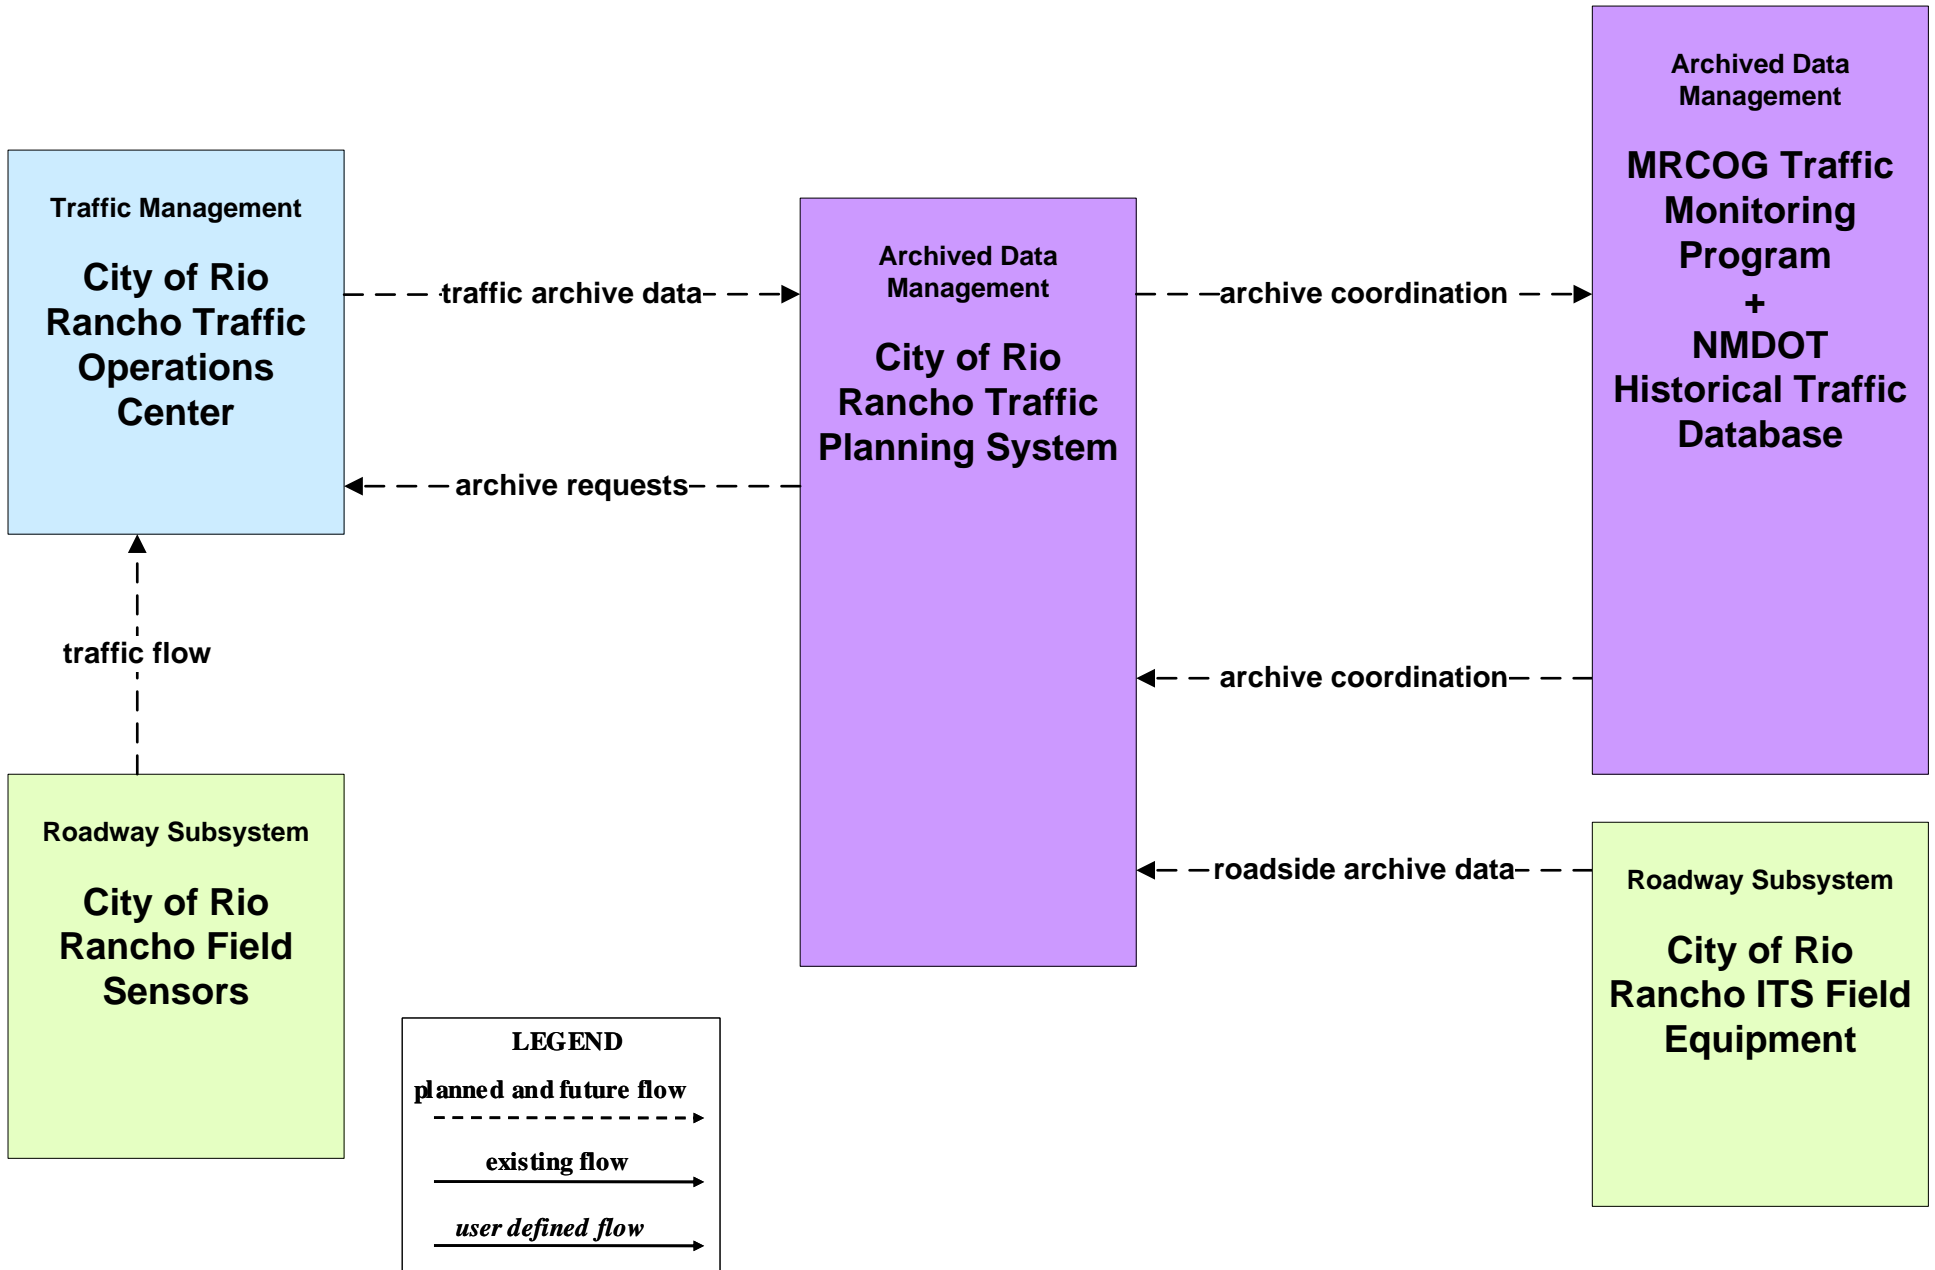 Traffic Management
City of Rio
Rancho Traffic
Operations
Center
traffic archive data
archive requests
traffic flow
Roadway Subsystem
City of Rio
Rancho Field
Sensors
Archived Data
Management
City of Rio
Rancho Traffic
Planning System
archive coordination
archive coordination
roadside archive data
Archived Data
Management
MRCOG Traffic
Monitoring
Program
+
NMDOT
Historical Traffic
Database
Roadway Subsystem
City of Rio
Rancho ITS Field
Equipment
LEGEND
planned and future flow
existing flow
user defined flow